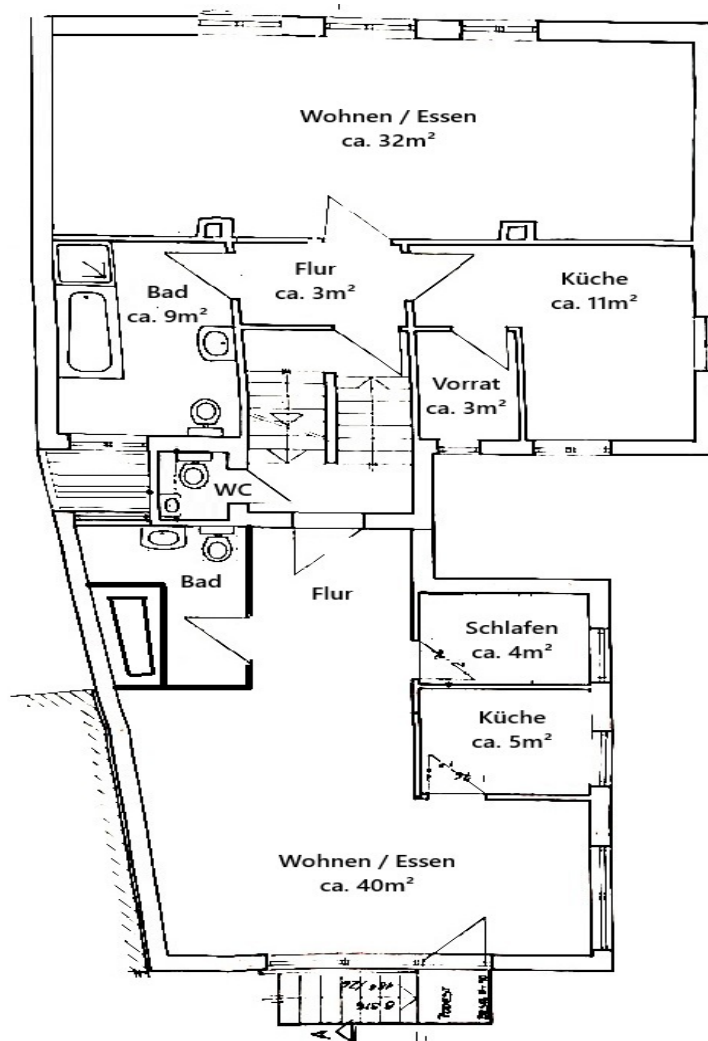 Wohnen / Essen
ca. 32m²
Flur
ca. 3m²
Bad
ca. 9m²
Küche
ca. 11m²
Vorrat
ca. 3m²
WC
Bad
Flur
Schlafen
ca. 4m²
Küche
ca. 5m²
Wohnen / Essen
ca. 40m²
PODEST
A